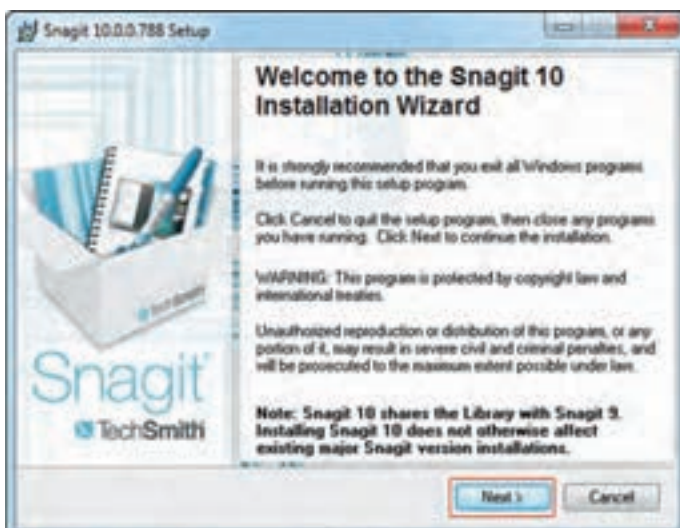 Snagit 10.0.0.788 Setup
Welcome to the Snagit 10
Installation Wizard
It is strongly recommended that you exit all Windows programs
before running this setup program.
Click Cancel to quit the setup program, then close any programs
you have running. Click Next to continue the installation.
WARNING: This program is protected by copyright law and
international treaties.
Unauthorized reproduction or distribution of this program, or any
portion of it, may result in severe civil and criminal penalties, and
will be prosecuted to the maximum extent possible under law.
Note: Snagit 10 shares the Library with Snagit 9.
Installing Snagit 10 does not otherwise affect
existing major Snagit version installations.
TechSmith
Snagit
TechSmith
Next >
Cancel